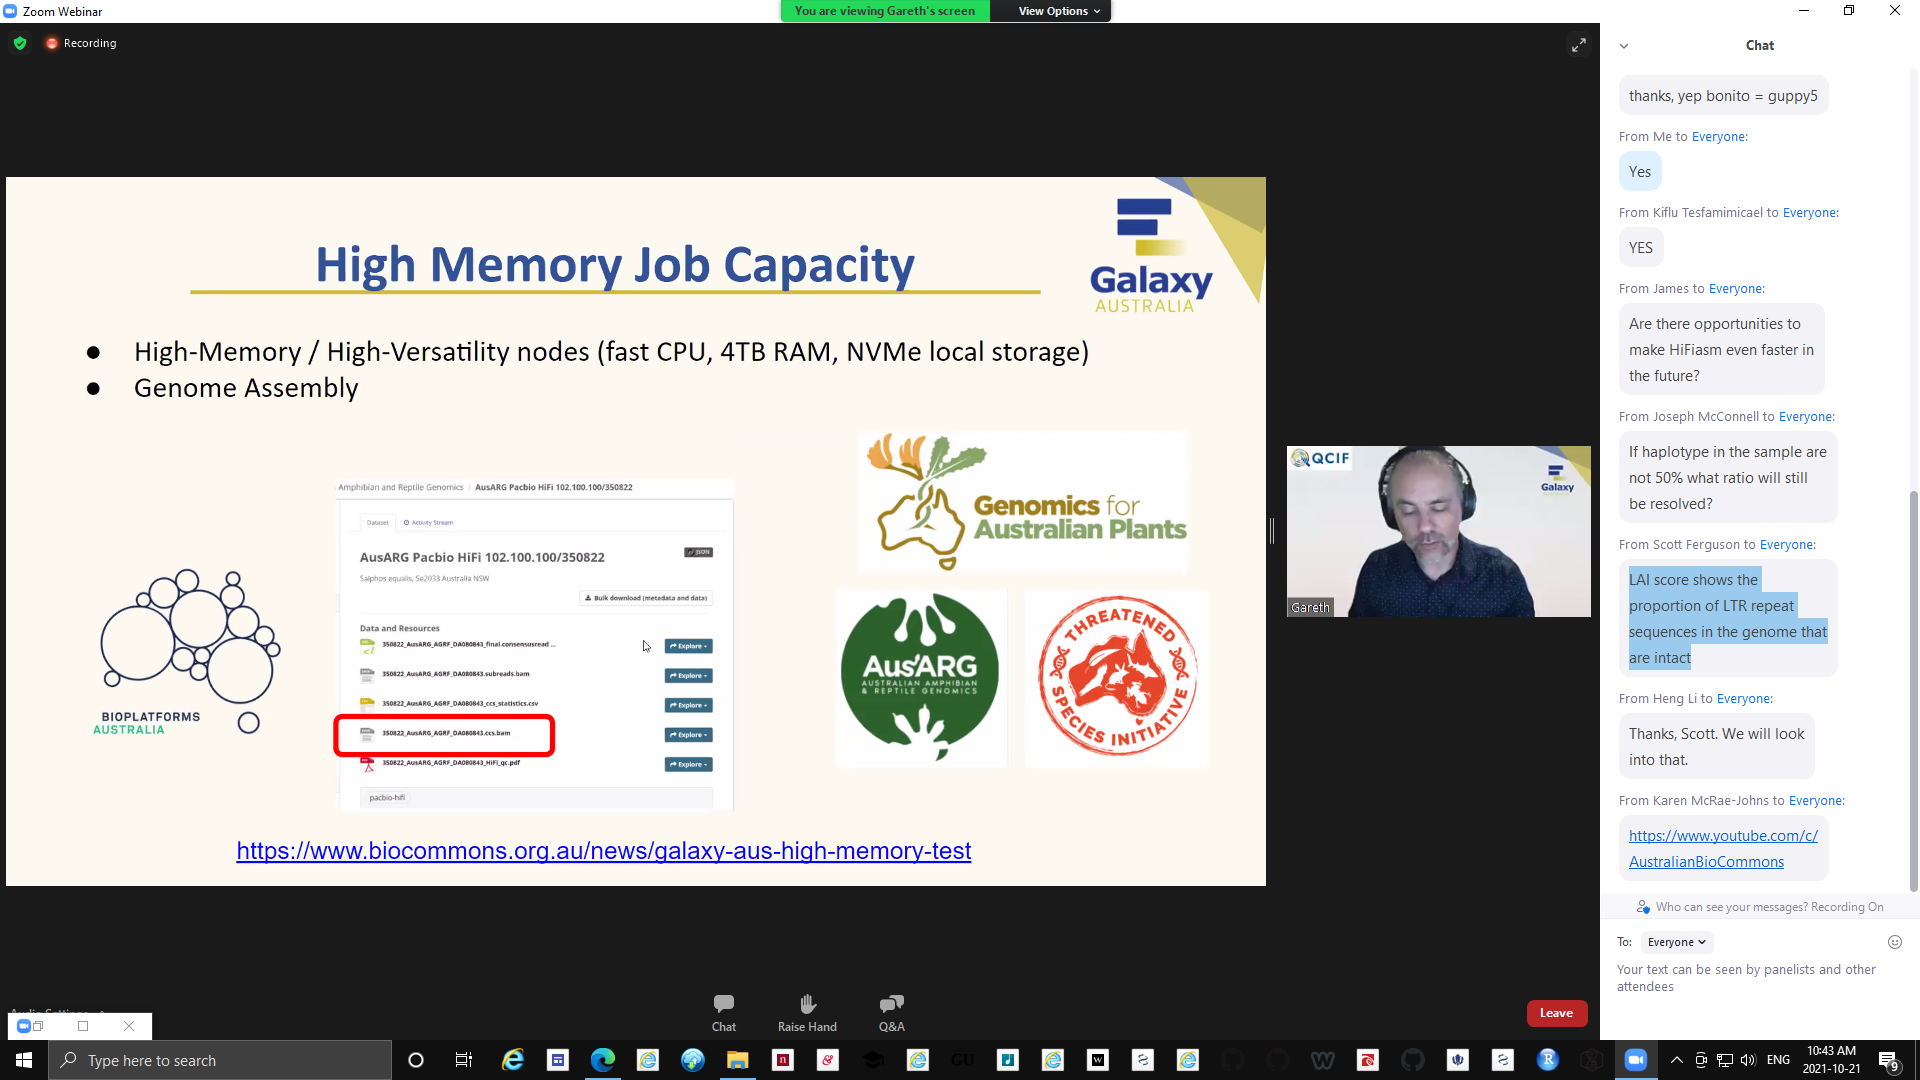 Zoom Webinar
You are viewing Gareth's screen
View Options
Recording
High Memory Job Capacity
Galaxy
AUSTRALIA
● High-Memory / High-Versatility nodes (fast CPU, 4TB RAM, NVMe local storage)
● Genome Assembly
Amphibian and Reptile Genomics / AusARG Pacbio HiFi 102.100.100/350822
Dataset
Activity Stream
AusARG Pacbio HiFi 102.100.100/350822
JSON
Saiphos equalis, Se2033 Australia NSW
Bulk download (metadata and data)
Data and Resources
350822_AusARG_AGRF_DA080843_final.consensusread ...
Explore
350822_AusARG_AGRF_DA080843.subreads.bam
Explore
350822_AusARG_AGRF_DA080843_ccs_statistics.csv
Explore
350822_AusARG_AGRF_DA080843.ccs.bam
Explore
350822_AusARG_AGRF_DA080843_HiFi_qc.pdf
Explore
pacbio-hifi
BIOPLATFORMS
AUSTRALIA
Genomics for
Australian Plants
AusARG
AUSTRALIAN AMPHIBIAN
& REPTILE GENOMICS
THREATENED
SPECIES INITIATIVE
https://www.biocommons.org.au/news/galaxy-aus-high-memory-test
QCIF
Galaxy
Gareth
Chat
thanks, yep bonito = guppy5
From Me to Everyone:
Yes
From Kiflu Tesfamimicael to Everyone:
YES
From James to Everyone:
Are there opportunities to
make HiFiasm even faster in
the future?
From Joseph McConnell to Everyone:
If haplotype in the sample are
not 50% what ratio will still
be resolved?
From Scott Ferguson to Everyone:
LAI score shows the
proportion of LTR repeat
sequences in the genome that
are intact
From Heng Li to Everyone:
Thanks, Scott. We will look
into that.
From Karen McRae-Johns to Everyone:
https://www.youtube.com/c/
AustralianBioCommons
Who can see your messages? Recording On
To: Everyone
Your text can be seen by panelists and other
attendees
Chat
Raise Hand
Q&A
Leave
Type here to search
GU
ENG
10:43 AM
2021-10-21
9